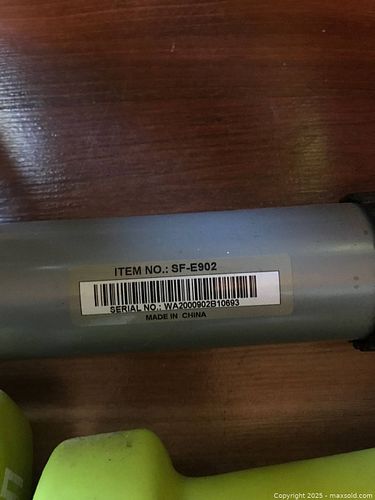 ITEM NO.: SF-E902
SERIAL NO.: WA2000902B10693
MADE IN CHINA
Copyright 2025 - maxsold.com